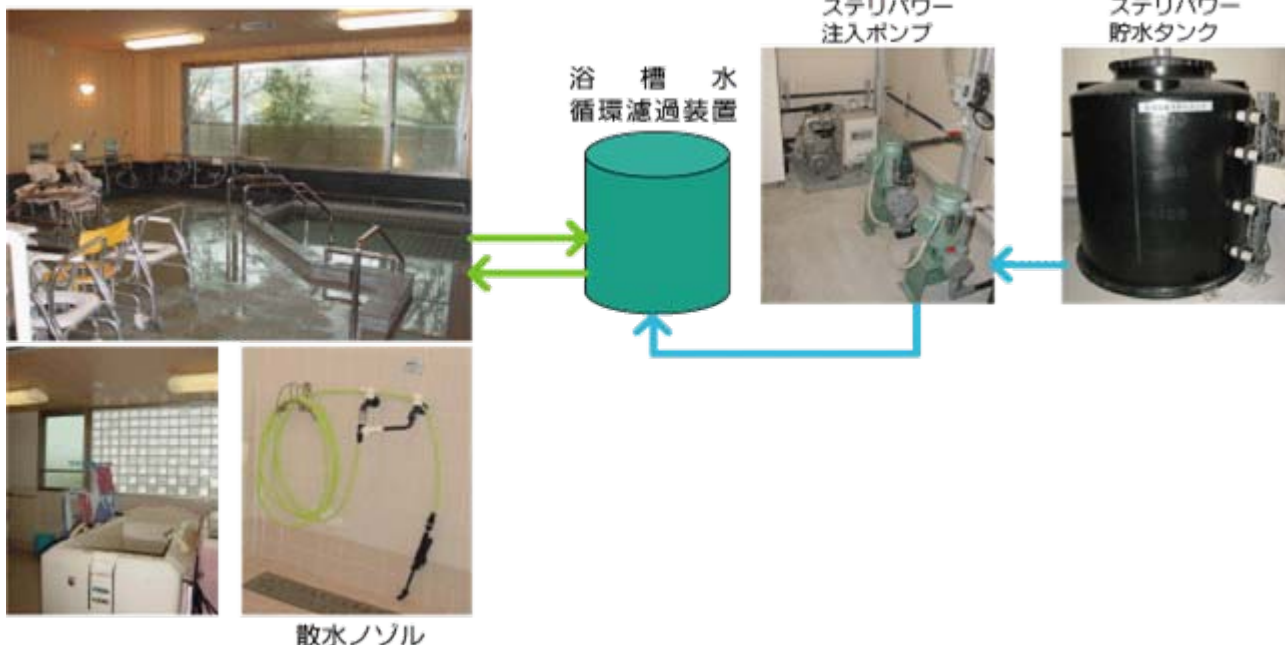 ステリパワー
注入ポンプ
ステリパワー
貯水タンク
浴槽水
循環濾過装置
散水ノズル